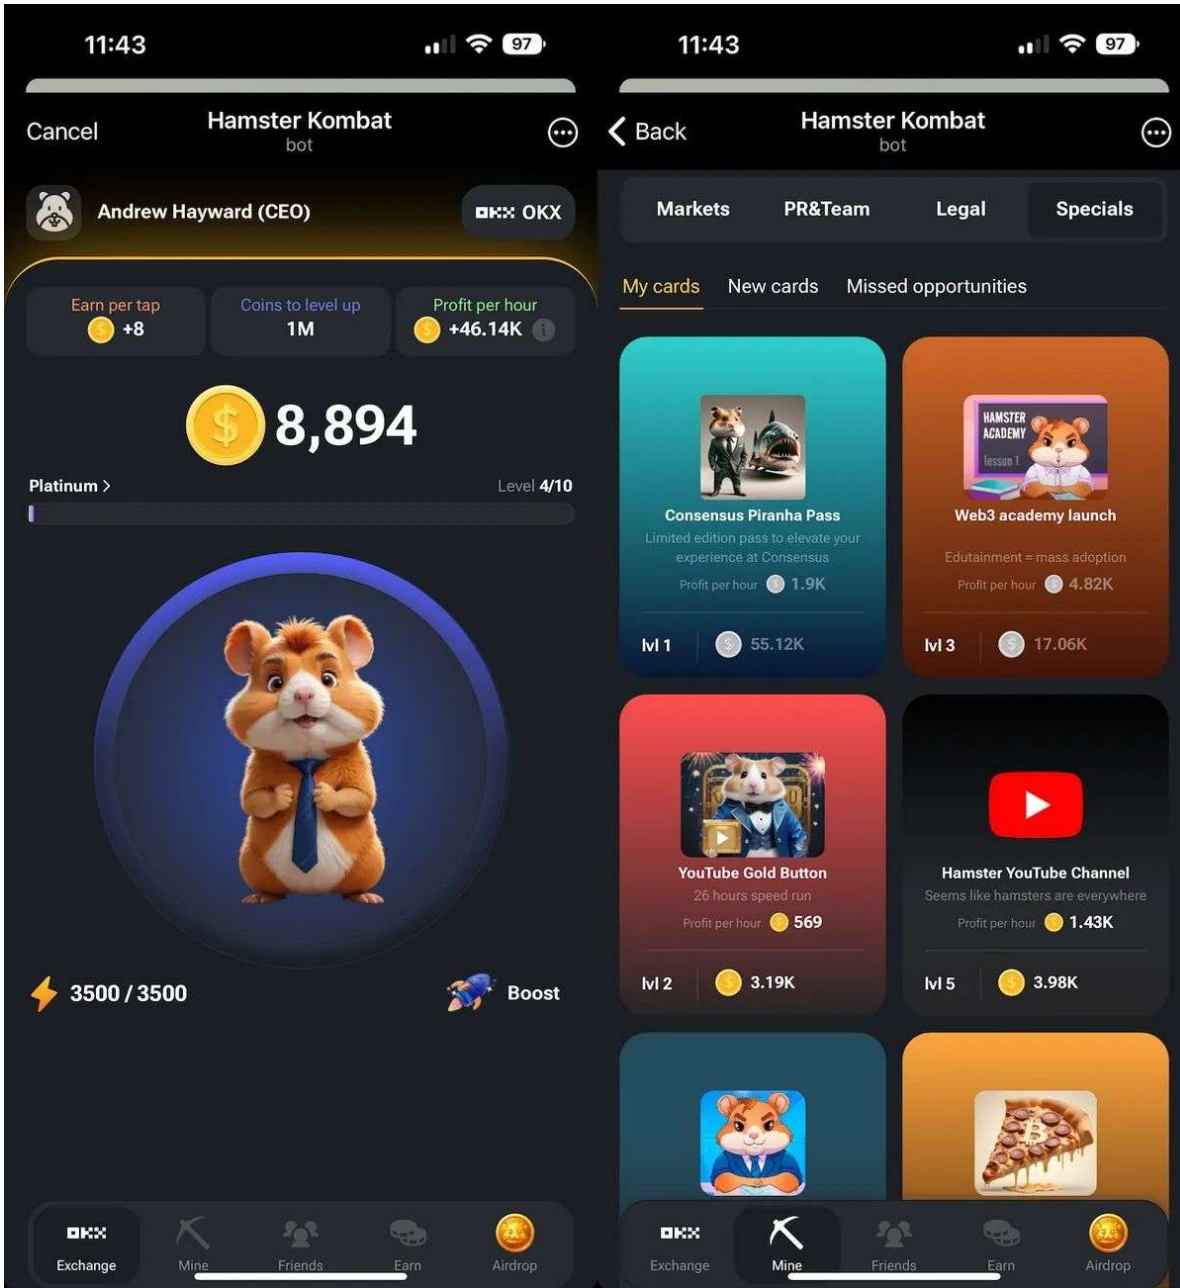 11:43
97
Cancel
Hamster Kombat
bot
Andrew Hayward (CEO)
OKX OKX
Earn per tap
+8
Coins to level up
1M
Profit per hour
+46.14K
8,894
Platinum >
Level 4/10
3500 / 3500
Boost
OKX
Exchange
Mine
Friends
Earn
Airdrop
11:43
97
Back
Hamster Kombat
bot
Markets
PR&Team
Legal
Specials
My cards
New cards
Missed opportunities
Consensus Piranha Pass
Limited edition pass to elevate your
experience at Consensus
Profit per hour 1.9K
lvl 1
55.12K
HAMSTER
ACADEMY
lesson 1
Web3 academy launch
Edutainment = mass adoption
Profit per hour 4.82K
lvl 3
17.06K
YouTube Gold Button
26 hours speed run
Profit per hour 569
lvl 2
3.19K
Hamster YouTube Channel
Seems like hamsters are everywhere
Profit per hour 1.43K
lvl 5
3.98K
OKX
Exchange
Mine
Friends
Earn
Airdrop